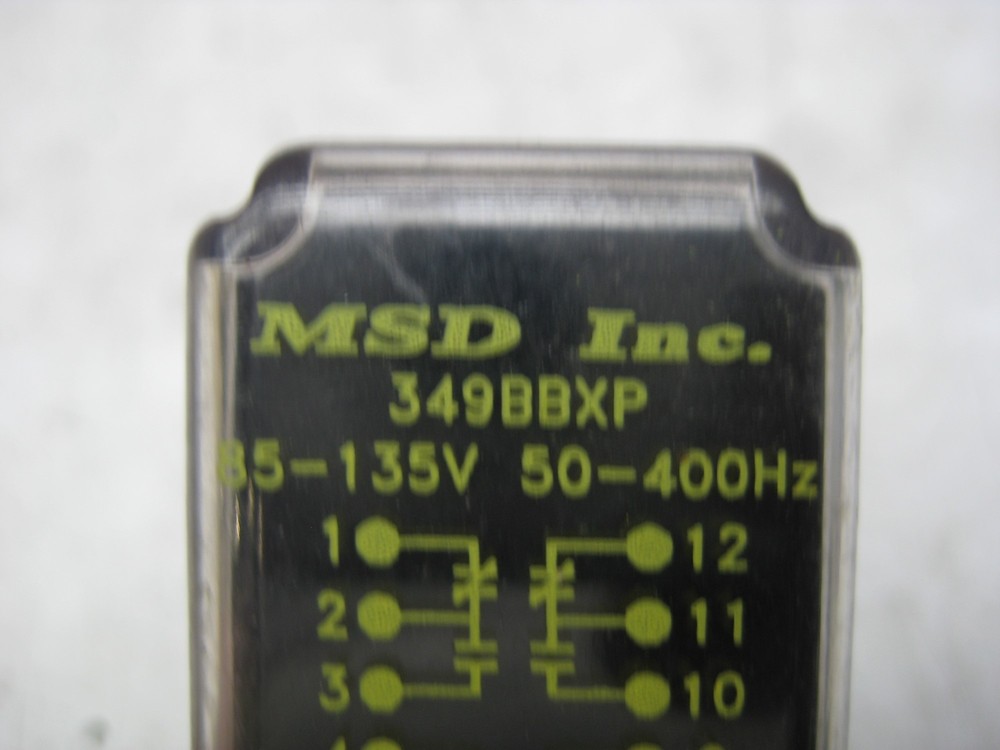 MSD Inc.
349BBXP
85-135V 50-400Hz
1 12
2 11
3 10